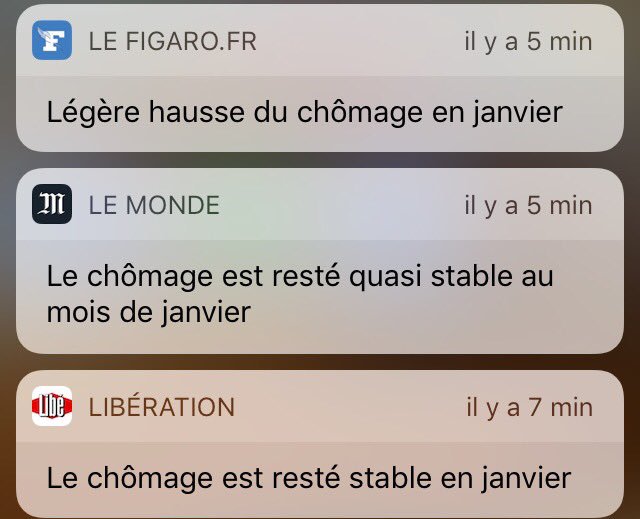 LE FIGARO.FR il y a 5 min
Légère hausse du chômage en janvier
LE MONDE il y a 5 min
Le chômage est resté quasi stable au
mois de janvier
Libé LIBÉRATION il y a 7 min
Le chômage est resté stable en janvier